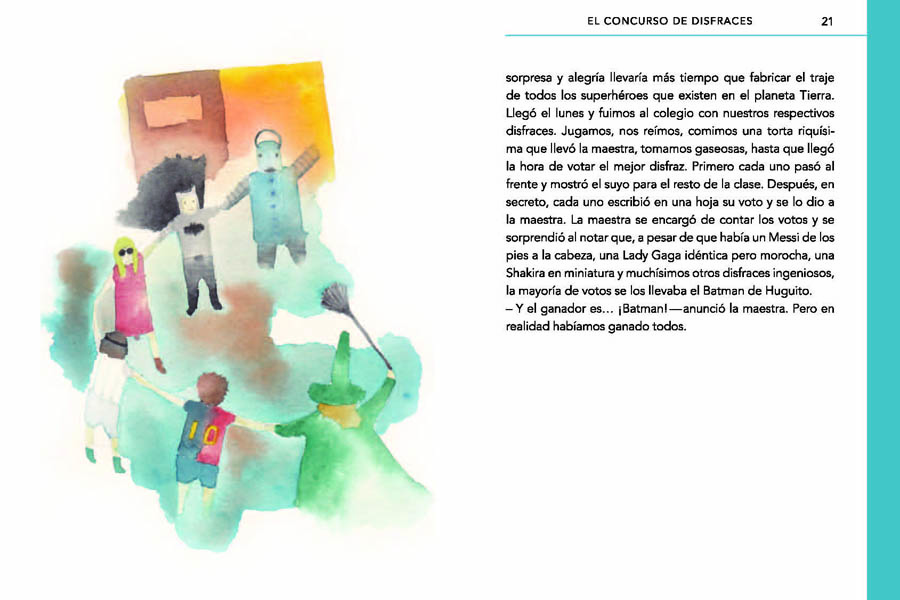 EL CONCURSO DE DISFRACES 21
sorpresa y alegría llevaría más tiempo que fabricar el traje
de todos los superhéroes que existen en el planeta Tierra.
Llegó el lunes y fuimos al colegio con nuestros respectivos
disfraces. Jugamos, nos reímos, comimos una torta riquísi-
ma que llevó la maestra, tomamos gaseosas, hasta que llegó
la hora de votar el mejor disfraz. Primero cada uno pasó al
frente y mostró el suyo para el resto de la clase. Después, en
secreto, cada uno escribió en una hoja su voto y se lo dio a
la maestra. La maestra se encargó de contar los votos y se
sorprendió al notar que, a pesar de que había un Messi de los
pies a la cabeza, una Lady Gaga idéntica pero morocha, una
Shakira en miniatura y muchísimos otros disfraces ingeniosos,
la mayoría de votos se los llevaba el Batman de Huguito.
– Y el ganador es... ¡Batman!—anunció la maestra. Pero en
realidad habíamos ganado todos.
10